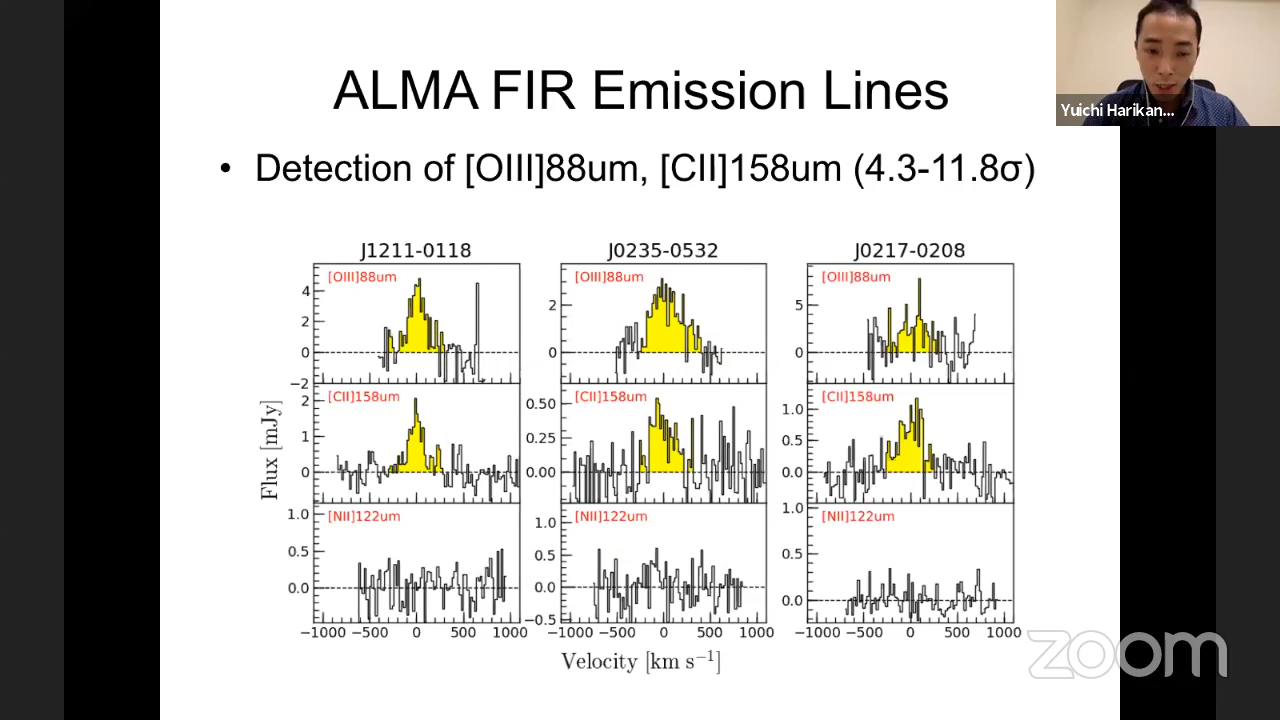 ALMA FIR Emission Lines
Yuichi Harikan...
• Detection of [OIII]88um, [CII]158um (4.3-11.8σ)
J1211-0118 J0235-0532 J0217-0208
[OIII]88um [OIII]88um [OIII]88um
4 2 0 −2
2 0
5 0
[CII]158um [CII]158um [CII]158um
2 1 0
0.50 0.25 0.00
1.0 0.5 0.0
Flux [mJy]
[NII]122um [NII]122um [NII]122um
1.0 0.5 0.0
1.0 0.5 0.0 −0.5
1.0 0.5 0.0
−1000 −500 0 500 1000 −1000 −500 0 500 1000 −1000 −500 0 500 1000
Velocity [km s⁻¹]
zoom